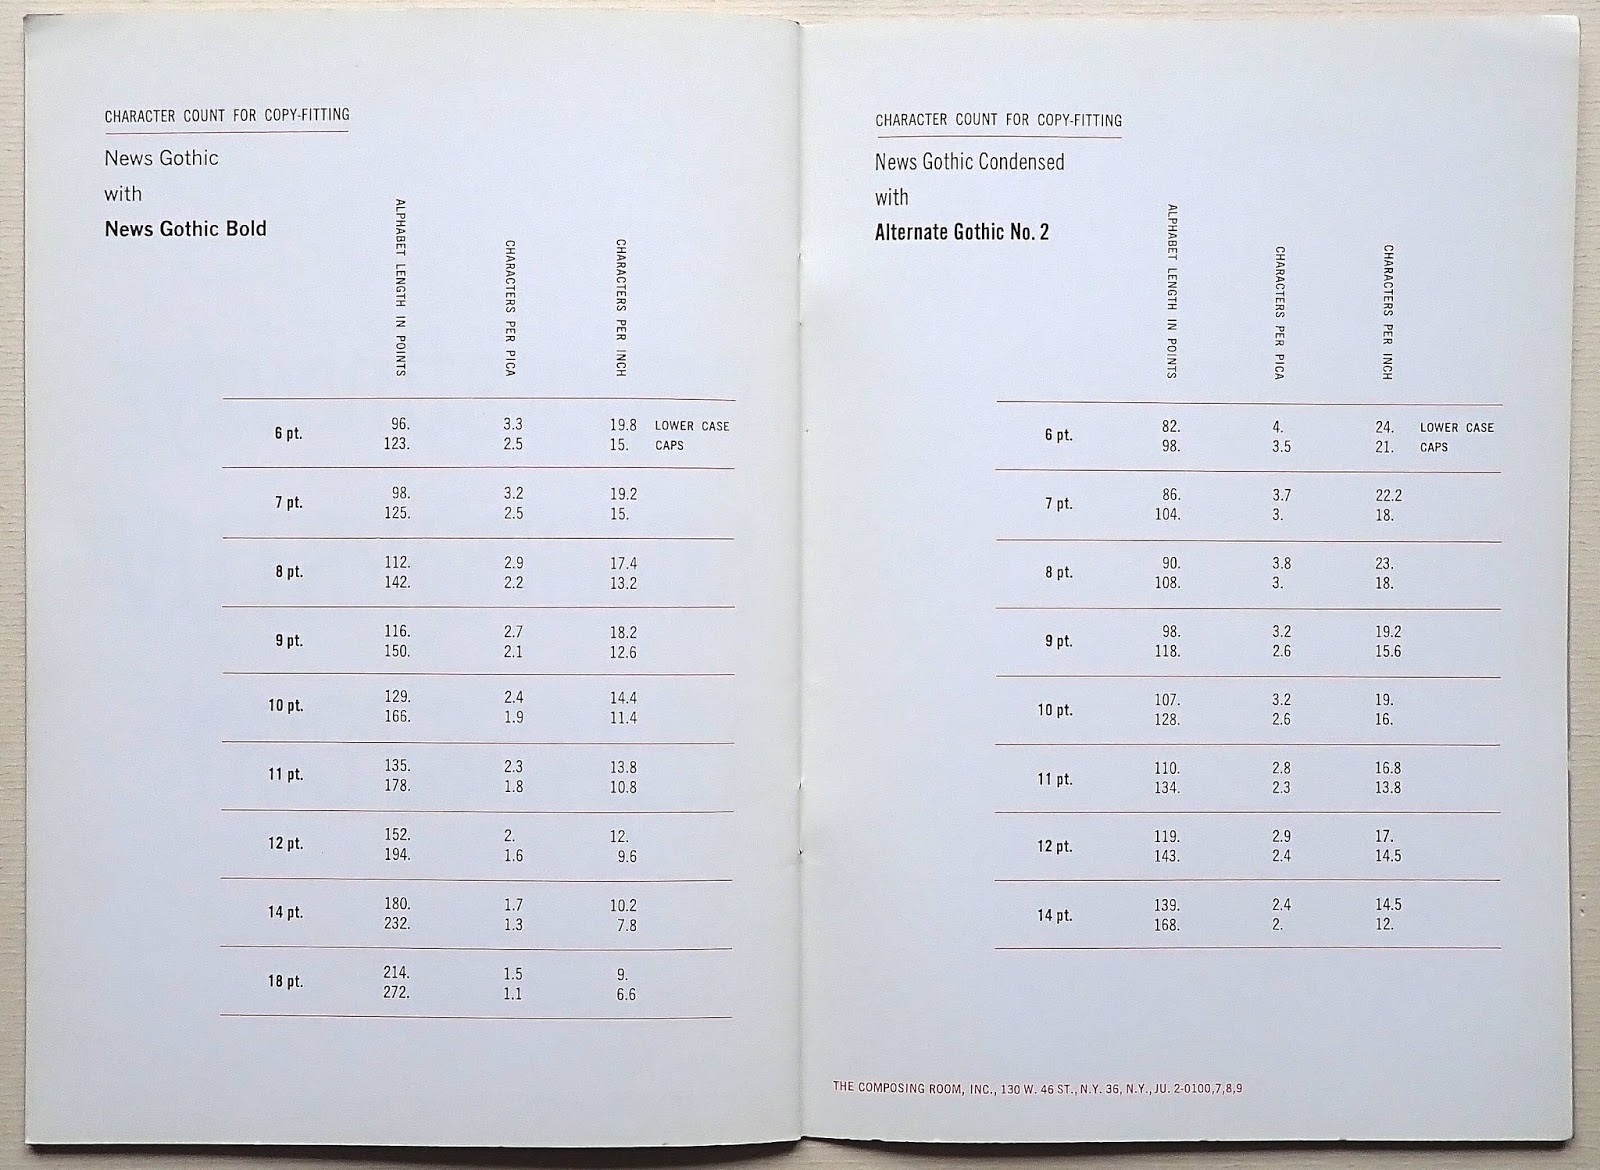 CHARACTER COUNT FOR COPY-FITTING
News Gothic
with
News Gothic Bold
ALPHABET LENGTH IN POINTS
CHARACTERS PER PICA
CHARACTERS PER INCH
6 pt. 96. 3.3 19.8 LOWER CASE
123. 2.5 15. CAPS
7 pt. 98. 3.2 19.2
125. 2.5 15.
8 pt. 112. 2.9 17.4
142. 2.2 13.2
9 pt. 116. 2.7 18.2
150. 2.1 12.6
10 pt. 129. 2.4 14.4
166. 1.9 11.4
11 pt. 135. 2.3 13.8
178. 1.8 10.8
12 pt. 152. 2. 12.
194. 1.6 9.6
14 pt. 180. 1.7 10.2
232. 1.3 7.8
18 pt. 214. 1.5 9.
272. 1.1 6.6
CHARACTER COUNT FOR COPY-FITTING
News Gothic Condensed
with
Alternate Gothic No. 2
ALPHABET LENGTH IN POINTS
CHARACTERS PER PICA
CHARACTERS PER INCH
6 pt. 82. 4. 24. LOWER CASE
98. 3.5 21. CAPS
7 pt. 86. 3.7 22.2
104. 3. 18.
8 pt. 90. 3.8 23.
108. 3. 18.
9 pt. 98. 3.2 19.2
118. 2.6 15.6
10 pt. 107. 3.2 19.
128. 2.6 16.
11 pt. 110. 2.8 16.8
134. 2.3 13.8
12 pt. 119. 2.9 17.
143. 2.4 14.5
14 pt. 139. 2.4 14.5
168. 2. 12.
THE COMPOSING ROOM, INC., 130 W. 46 ST., N.Y. 36, N.Y., JU. 2-0100,7,8,9